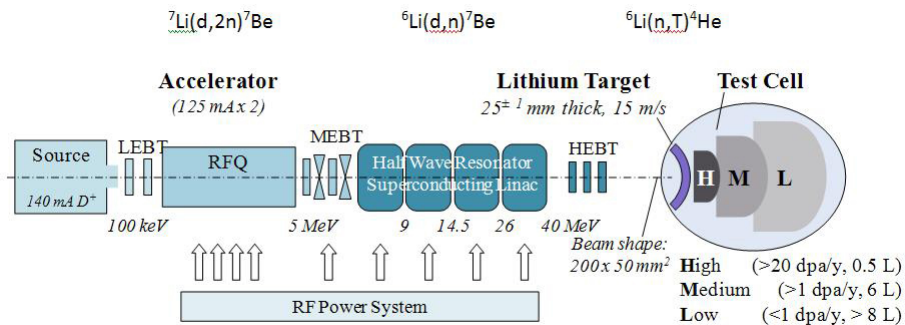 ⁷Li(d,2n)⁷Be ⁶Li(d,n)⁷Be ⁶Li(n,T)⁴He
Accelerator
(125 mA x 2)
Lithium Target
25± 1 mm thick, 15 m/s
Test Cell
Source
140 mA D⁺
LEBT
RFQ
MEBT
Half Wave Resonator
Superconducting Linac
HEBT
H M L
100 keV 5 MeV 9 14.5 26 40 MeV
Beam shape:
200 x 50 mm²
RF Power System
High (>20 dpa/y, 0.5 L)
Medium (>1 dpa/y, 6 L)
Low (<1 dpa/y, > 8 L)